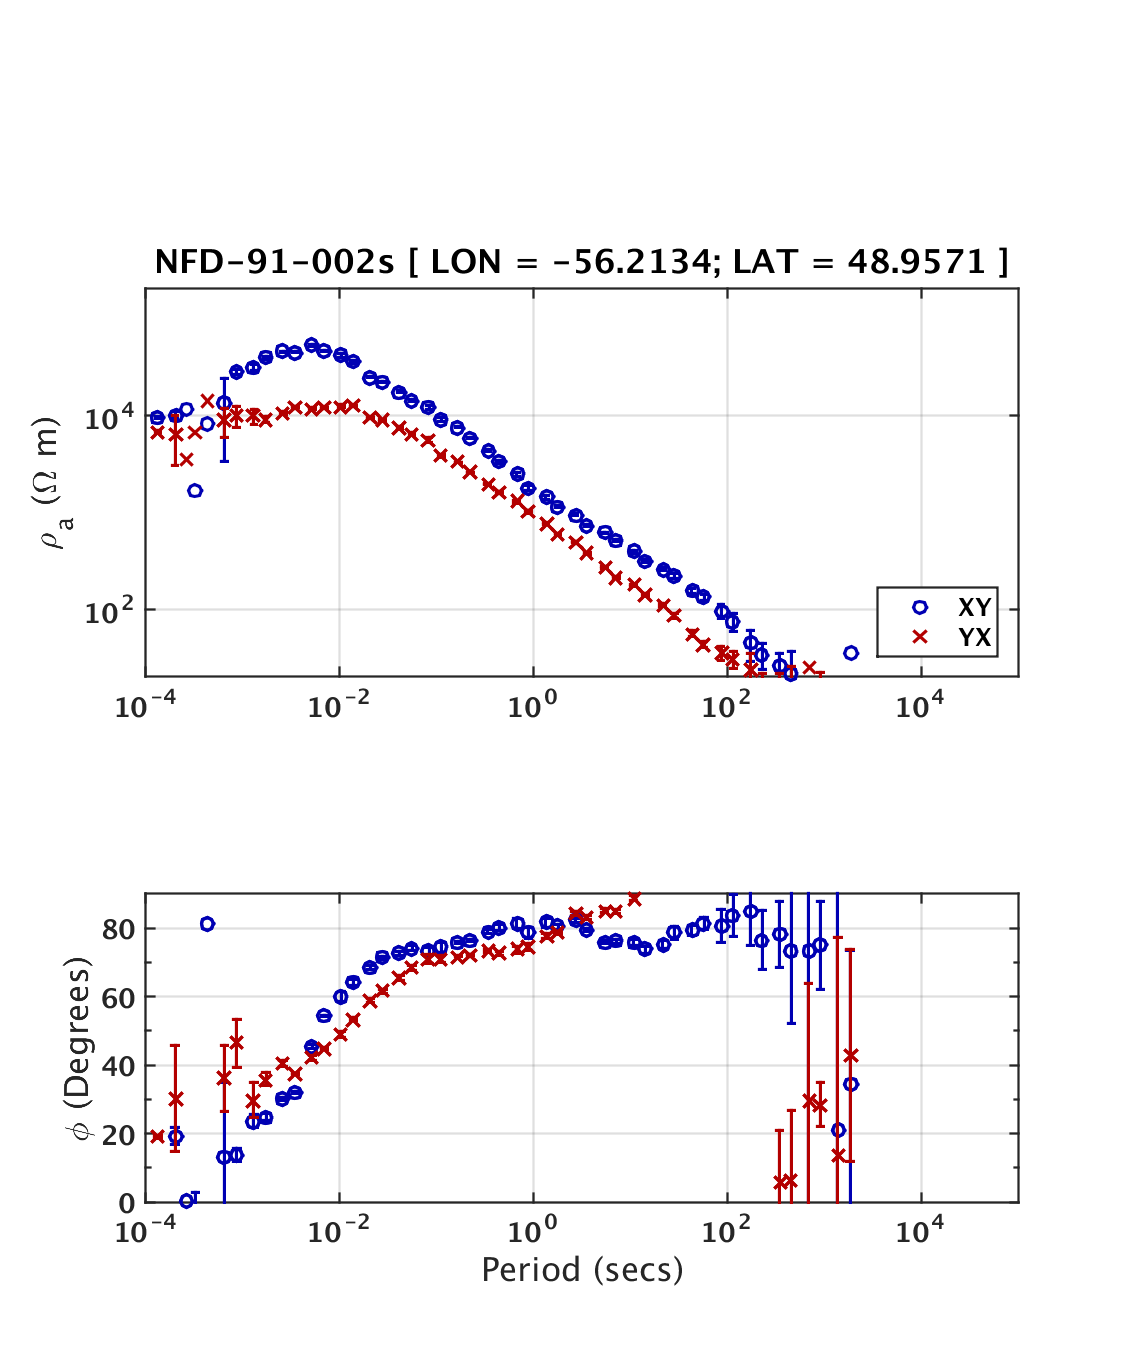 NFD-91-002s [ LON = -56.2134; LAT = 48.9571 ]
ρa (Ω m)
10^4
10^2
XY
YX
10^-4 10^-2 10^0 10^2 10^4
φ (Degrees)
80
60
40
20
0
10^-4 10^-2 10^0 10^2 10^4
Period (secs)